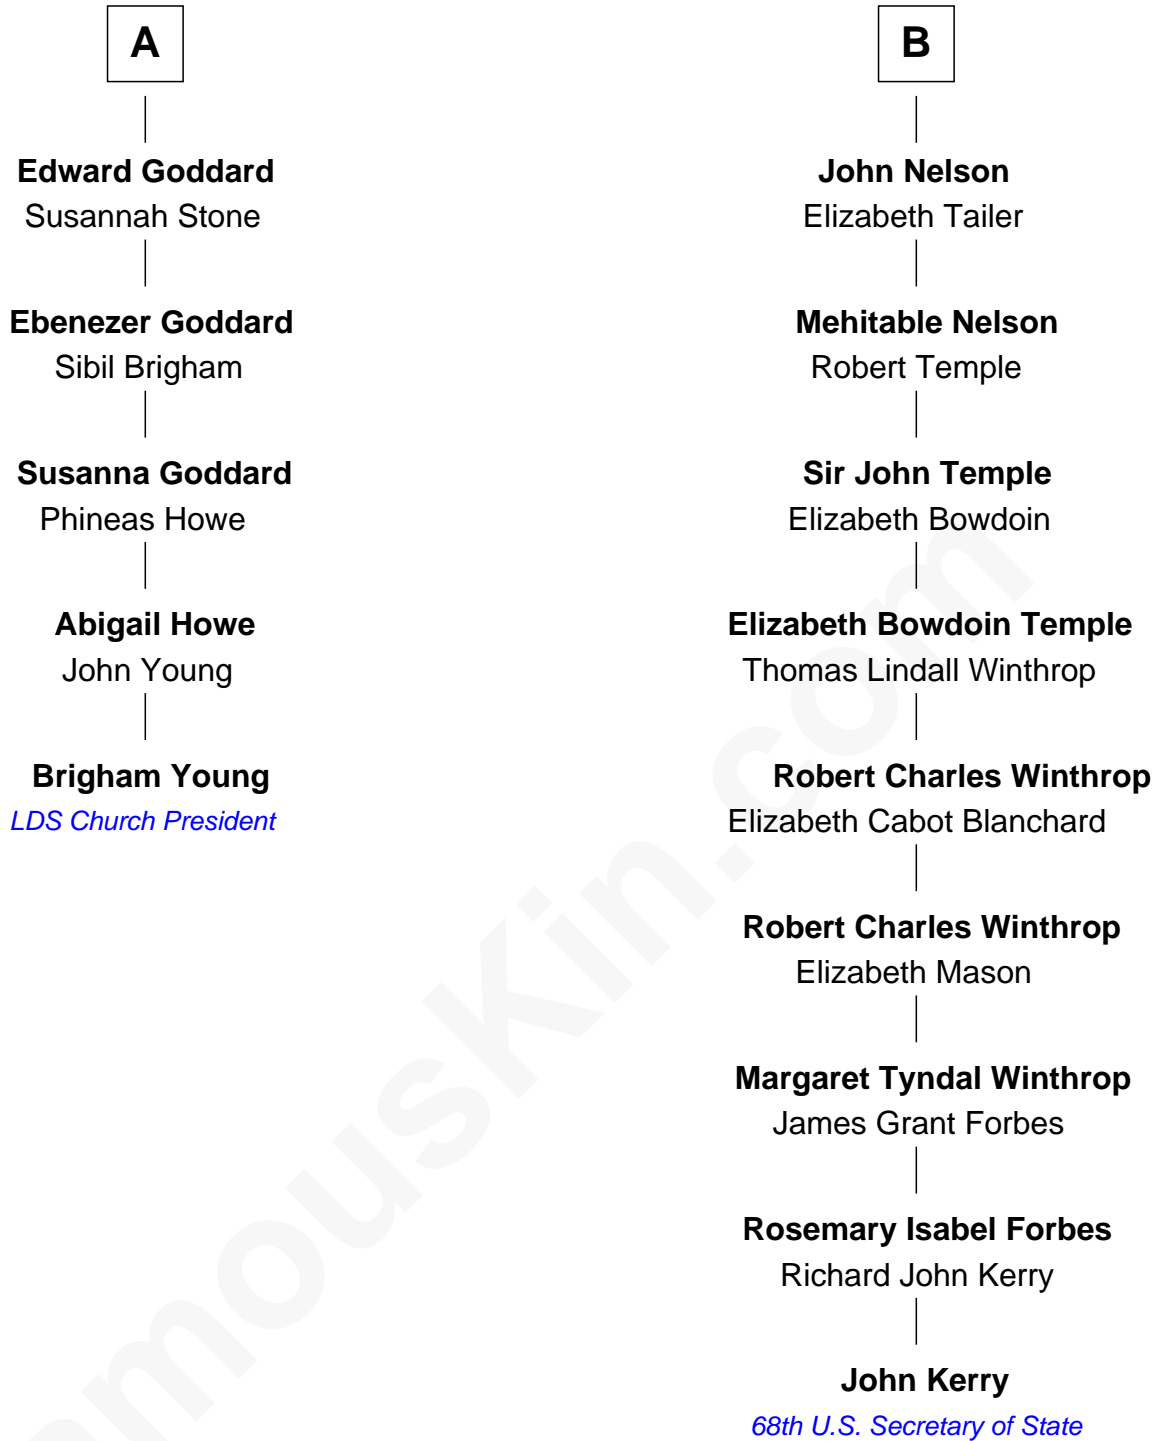 A
Edward Goddard
Susannah Stone
Ebenezer Goddard
Sibil Brigham
Susanna Goddard
Phineas Howe
Abigail Howe
John Young
Brigham Young
LDS Church President
B
John Nelson
Elizabeth Tailer
Mehitable Nelson
Robert Temple
Sir John Temple
Elizabeth Bowdoin
Elizabeth Bowdoin Temple
Thomas Lindall Winthrop
Robert Charles Winthrop
Elizabeth Cabot Blanchard
Robert Charles Winthrop
Elizabeth Mason
Margaret Tyndal Winthrop
James Grant Forbes
Rosemary Isabel Forbes
Richard John Kerry
John Kerry
68th U.S. Secretary of State
amousKin.com